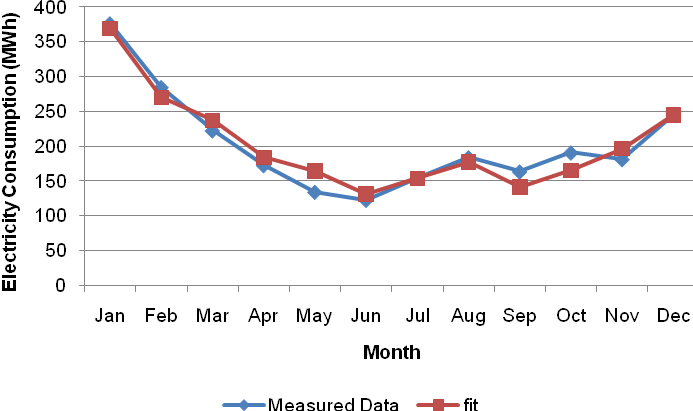 Electricity Consumption (MWh)
400
350
300
250
200
150
100
50
0
Jan Feb Mar Apr May Jun Jul Aug Sep Oct Nov Dec
Month
Measured Data fit